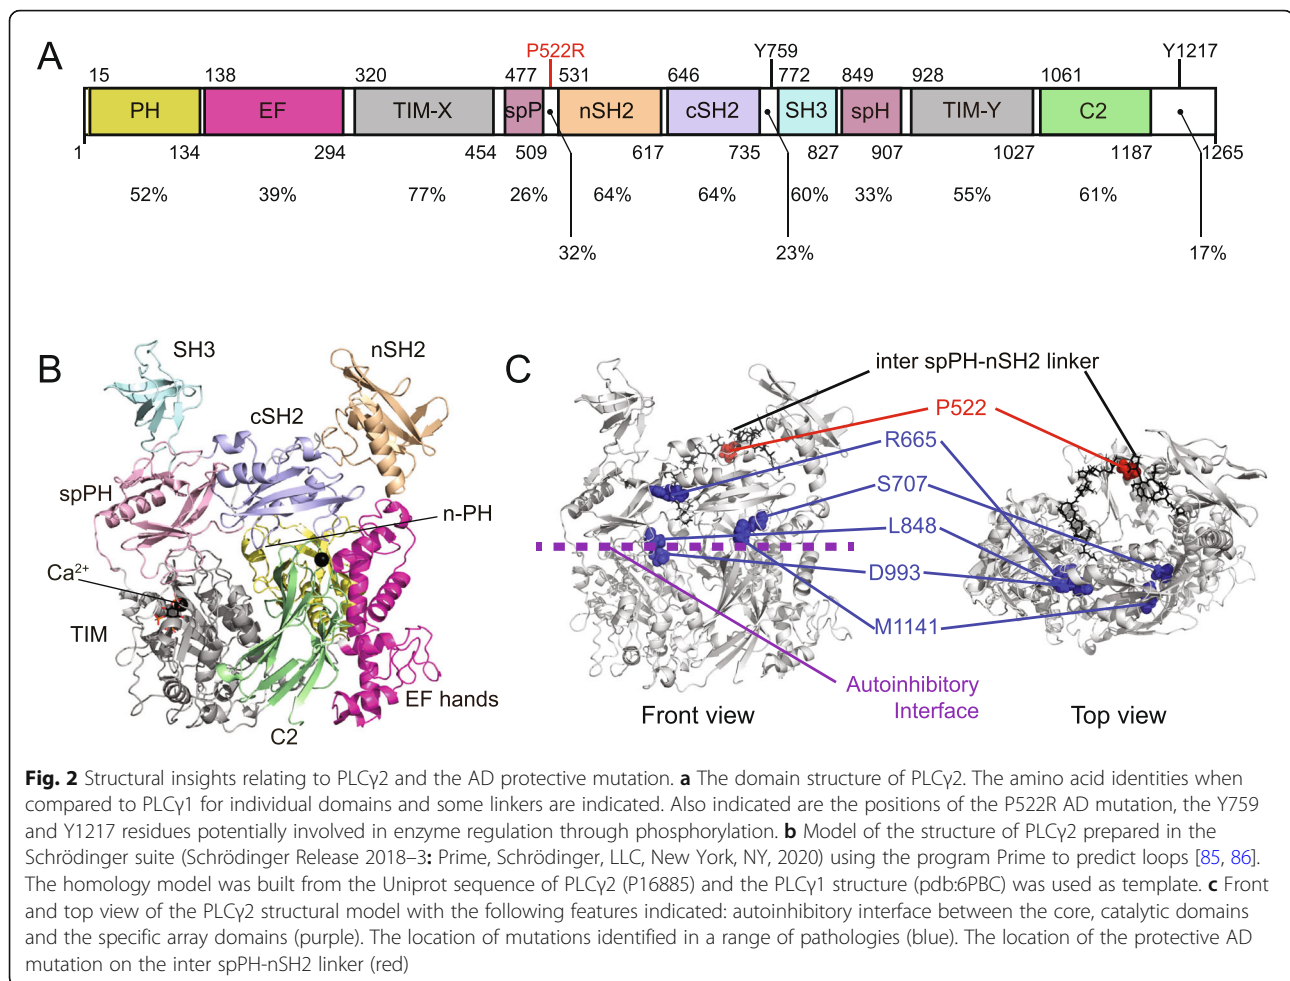 A
P522R
Y759
Y1217
15
138
320
477
531
646
772
849
928
1061
PH
EF
TIM-X
spP
nSH2
cSH2
SH3
spH
TIM-Y
C2
1
134
294
454
509
617
735
827
907
1027
1187
1265
52%
39%
77%
26%
64%
64%
60%
33%
55%
61%
32%
23%
17%
B
SH3
nSH2
cSH2
spPH
n-PH
Ca²⁺
TIM
EF hands
C2
C
inter spPH-nSH2 linker
P522
R665
S707
L848
D993
M1141
Autoinhibitory
Interface
Front view
Top view
Fig. 2 Structural insights relating to PLCγ2 and the AD protective mutation. a The domain structure of PLCγ2. The amino acid identities when
compared to PLCγ1 for individual domains and some linkers are indicated. Also indicated are the positions of the P522R AD mutation, the Y759
and Y1217 residues potentially involved in enzyme regulation through phosphorylation. b Model of the structure of PLCγ2 prepared in the
Schrödinger suite (Schrödinger Release 2018–3: Prime, Schrödinger, LLC, New York, NY, 2020) using the program Prime to predict loops [85, 86].
The homology model was built from the Uniprot sequence of PLCγ2 (P16885) and the PLCγ1 structure (pdb:6PBC) was used as template. c Front
and top view of the PLCγ2 structural model with the following features indicated: autoinhibitory interface between the core, catalytic domains
and the specific array domains (purple). The location of mutations identified in a range of pathologies (blue). The location of the protective AD
mutation on the inter spPH-nSH2 linker (red)